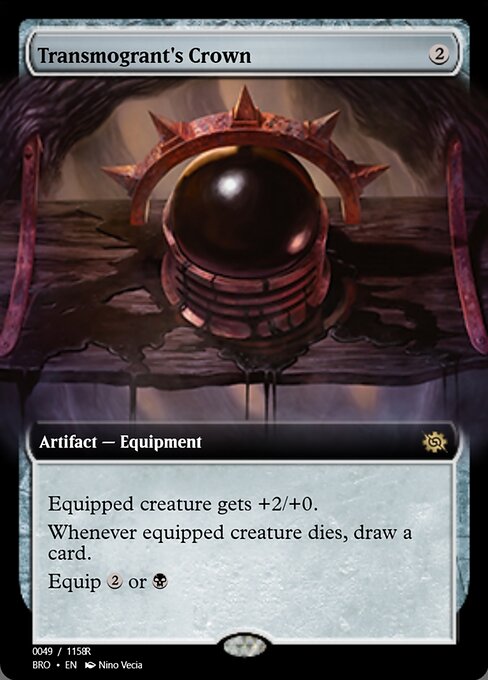 Transmogrant's Crown 2
Artifact — Equipment
Equipped creature gets +2/+0.
Whenever equipped creature dies, draw a
card.
Equip 2 or
0049 / 1158R
BRO • EN Nino Vecia